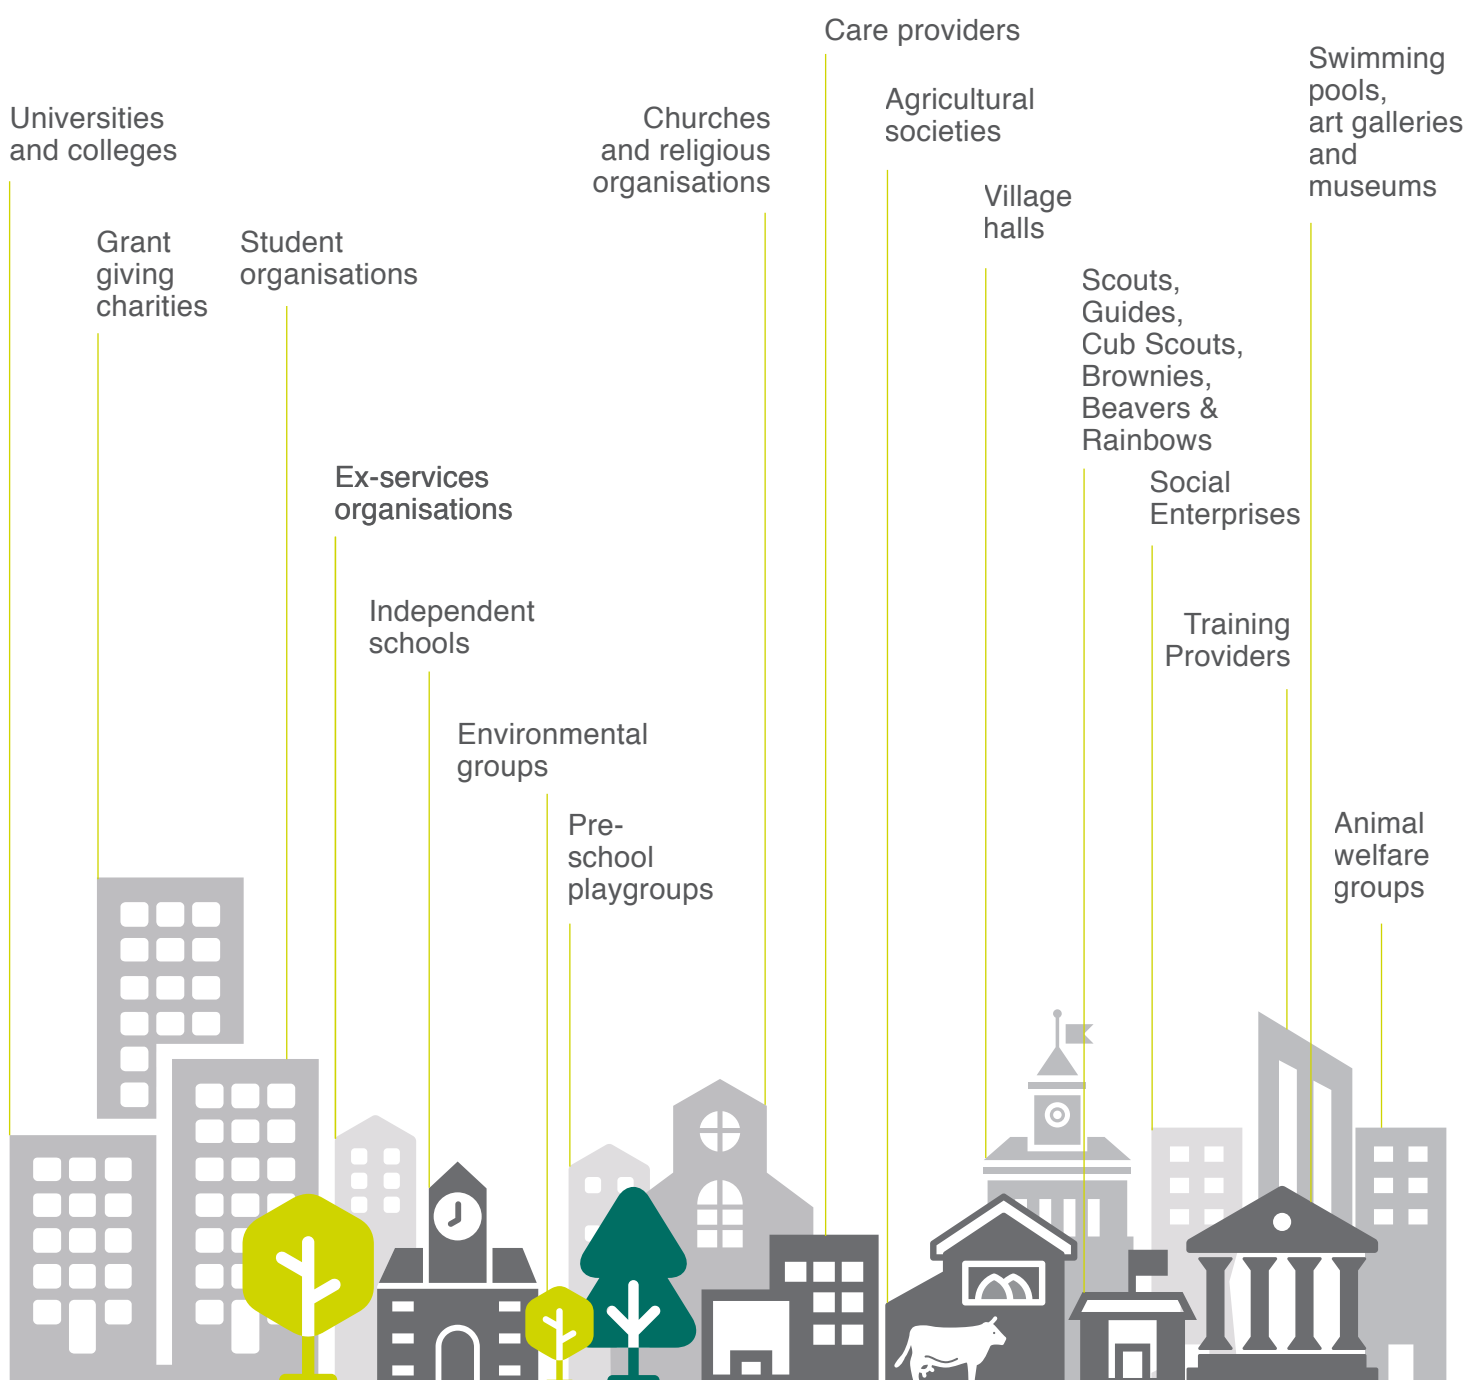 Universities
and colleges
Grant
giving
charities
Student
organisations
Ex-services
organisations
Independent
schools
Environmental
groups
Pre-
school
playgroups
Churches
and religious
organisations
Care providers
Agricultural
societies
Village
halls
Scouts,
Guides,
Cub Scouts,
Brownies,
Beavers &
Rainbows
Social
Enterprises
Training
Providers
Swimming
pools,
art galleries
and
museums
Animal
welfare
groups